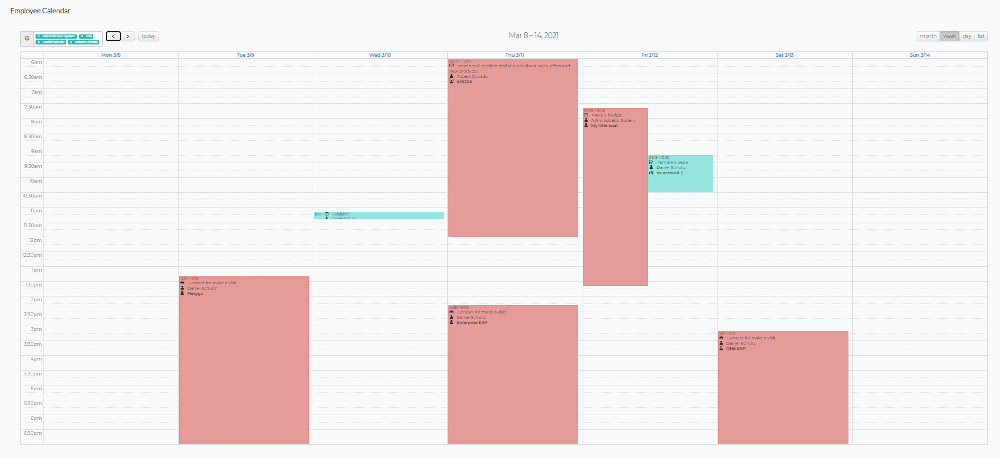 Employee Calendar
× Administrator System × Cris
× Daniel Schultz × Robert Chriads
< > today
Mar 8 – 14, 2021
month week day list
Mon 3/8 Tue 3/9 Wed 3/10 Thu 3/11 Fri 3/12 Sat 3/13 Sun 3/14
6am
6:30am
7am
7:30am
8am
8:30am
9am
9:30am
10am
10:30am
11am
11:30am
12pm
12:30pm
1pm
1:30pm
2pm
2:30pm
3pm
3:30pm
4pm
4:30pm
5pm
5:30pm
6pm
6:30pm
13:19 - 19:19
Contact for make a visit
Daniel Schultz
Flexygo
11:10 - aafafafafa
Daniel Schultz
06:00 - 12:00
send email to client and contact about sales, offers and
new products
Robert Chriads
AHORA
14:18 - 19:00
Contact for make a visit
Daniel Schultz
Enterprise ERP
07:40 - 13:40
Make a budget
Administrator System
My little boat
09:15 - 10:30
llamara a pepe
Daniel Schultz
no account ||
15:11 - 21:11
Contact for make a visit
Daniel Schultz
ONE ERP